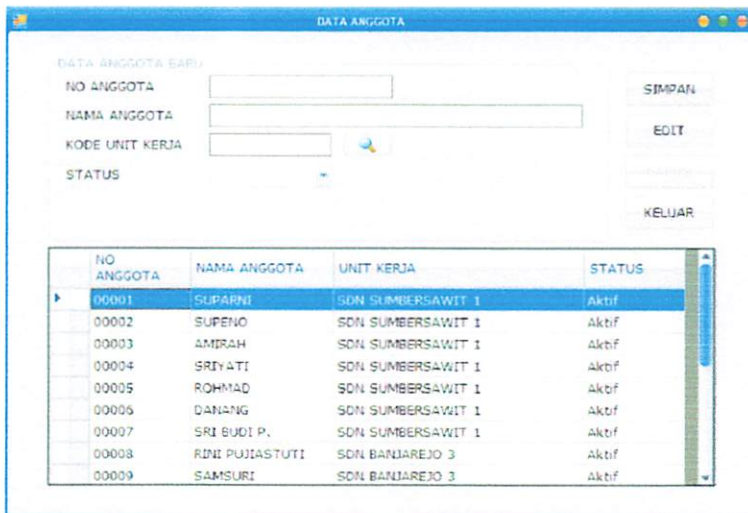 DATA ANGGOTA
DATA ANGGOTA BARU
NO ANGGOTA
SIMPAN
NAMA ANGGOTA
EDIT
KODE UNIT KERJA
STATUS
KELUAR
NO ANGGOTA NAMA ANGGOTA UNIT KERJA STATUS
00001 SUPARNI SDN SUMBERSAWIT 1 Aktif
00002 SUPENO SDN SUMBERSAWIT 1 Aktif
00003 AMIRAH SDN SUMBERSAWIT 1 Aktif
00004 SRIYATI SDN SUMBERSAWIT 1 Aktif
00005 ROHMAD SDN SUMBERSAWIT 1 Aktif
00006 DANANG SDN SUMBERSAWIT 1 Aktif
00007 SRI BUDI P. SDN SUMBERSAWIT 1 Aktif
00008 RINI PUJIASTUTI SDN BANJAREJO 3 Aktif
00009 SAMSURI SDN BANJAREJO 3 Aktif